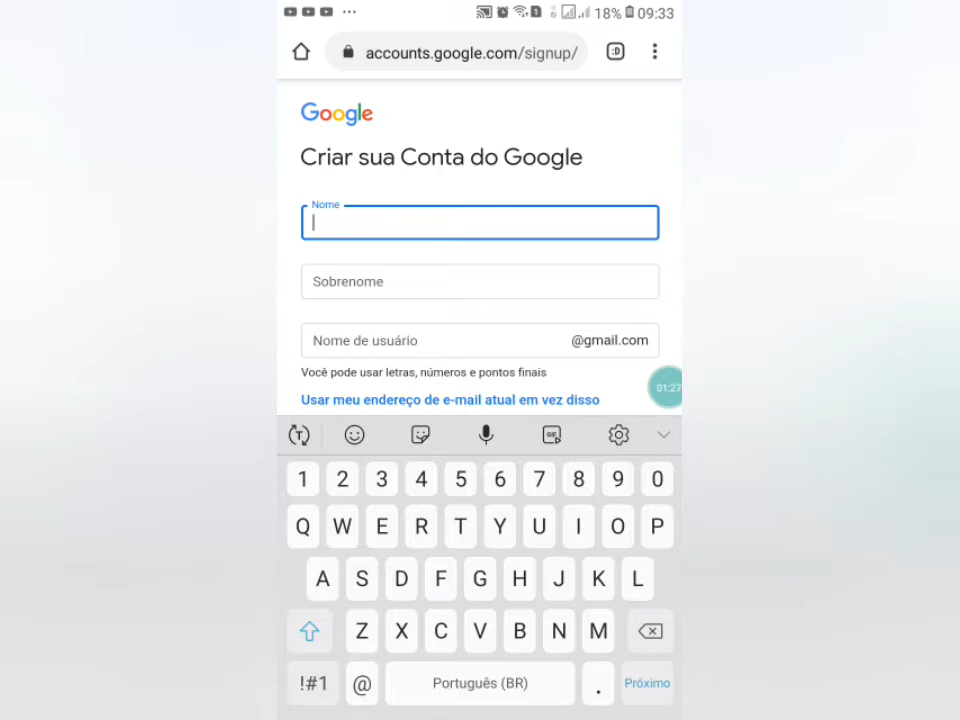 18% 09:33
accounts.google.com/signup/ :D
Google
Criar sua Conta do Google
Nome
Sobrenome
Nome de usuário @gmail.com
Você pode usar letras, números e pontos finais
01:27
Usar meu endereço de e-mail atual em vez disso
T GIF
1 2 3 4 5 6 7 8 9 0
Q W E R T Y U I O P
A S D F G H J K L
Z X C V B N M
!#1 @ Português (BR) . Próximo